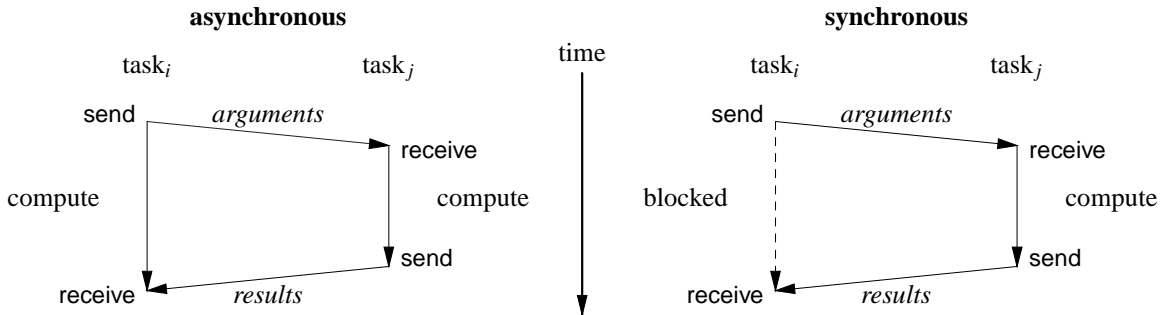 asynchronous
task_i task_j
send arguments
receive
compute compute
send
receive results
time
synchronous
task_i task_j
send arguments
receive
blocked compute
send
receive results